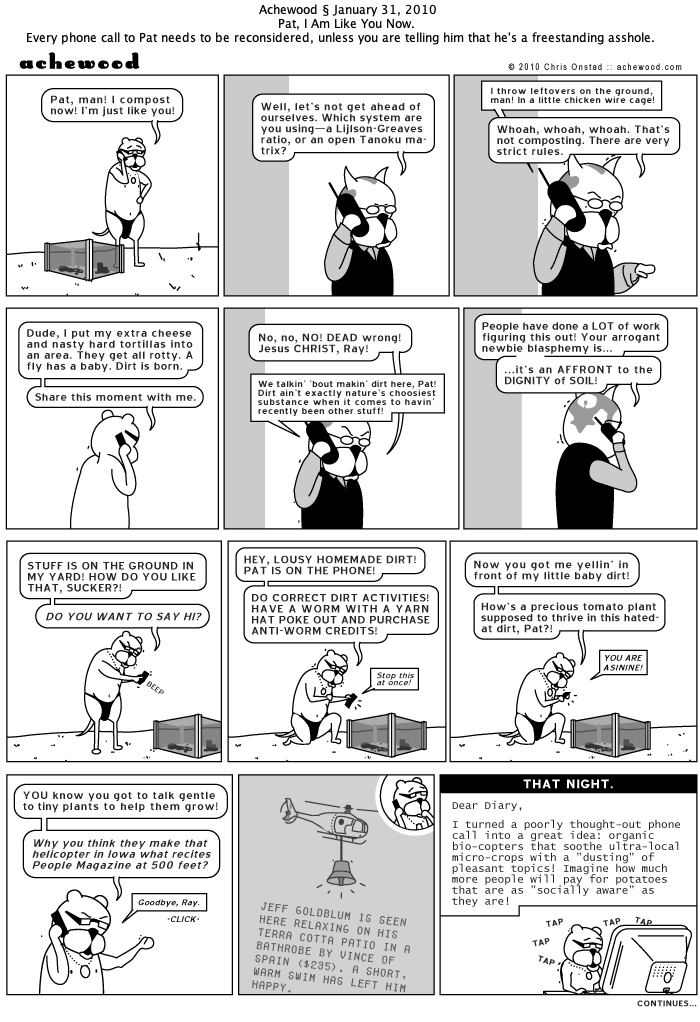 Achewood § January 31, 2010
Pat, I Am Like You Now.
Every phone call to Pat needs to be reconsidered, unless you are telling him that he's a freestanding asshole.
achewood
© 2010 Chris Onstad :: achewood.com
Pat, man! I compost
now! I'm just like you!
Well, let's not get ahead of
ourselves. Which system are
you using—a Lijlson-Greaves
ratio, or an open Tanoku ma-
trix?
I throw leftovers on the ground,
man! In a little chicken wire cage!
Whoah, whoah, whoah. That's
not composting. There are very
strict rules.
Dude, I put my extra cheese
and nasty hard tortillas into
an area. They get all rotty. A
fly has a baby. Dirt is born.
Share this moment with me.
No, no, NO! DEAD wrong!
Jesus CHRIST, Ray!
We talkin' 'bout makin' dirt here, Pat!
Dirt ain't exactly nature's choosiest
substance when it comes to havin'
recently been other stuff!
People have done a LOT of work
figuring this out! Your arrogant
newbie blasphemy is...
...it's an AFFRONT to the
DIGNITY of SOIL!
STUFF IS ON THE GROUND IN
MY YARD! HOW DO YOU LIKE
THAT, SUCKER?!
DO YOU WANT TO SAY HI?
BEEP
HEY, LOUSY HOMEMADE DIRT!
PAT IS ON THE PHONE!
DO CORRECT DIRT ACTIVITIES!
HAVE A WORM WITH A YARN
HAT POKE OUT AND PURCHASE
ANTI-WORM CREDITS!
Stop this
at once!
Now you got me yellin' in
front of my little baby dirt!
How's a precious tomato plant
supposed to thrive in this hated-
at dirt, Pat?!
YOU ARE
ASININE!
YOU know you got to talk gentle
to tiny plants to help them grow!
Why you think they make that
helicopter in Iowa what recites
People Magazine at 500 feet?
Goodbye, Ray.
-CLICK-
JEFF GOLDBLUM IS SEEN
HERE RELAXING ON HIS
TERRA COTTA PATIO IN A
BATHROBE BY VINCE OF
SPAIN ($235). A SHORT,
WARM SWIM HAS LEFT HIM
HAPPY.
THAT NIGHT.
Dear Diary,
I turned a poorly thought-out phone
call into a great idea: organic
bio-copters that soothe ultra-local
micro-crops with a "dusting" of
pleasant topics! Imagine how much
more people will pay for potatoes
that are as "socially aware" as
they are!
TAP
TAP
TAP
TAP
TAP
CONTINUES...